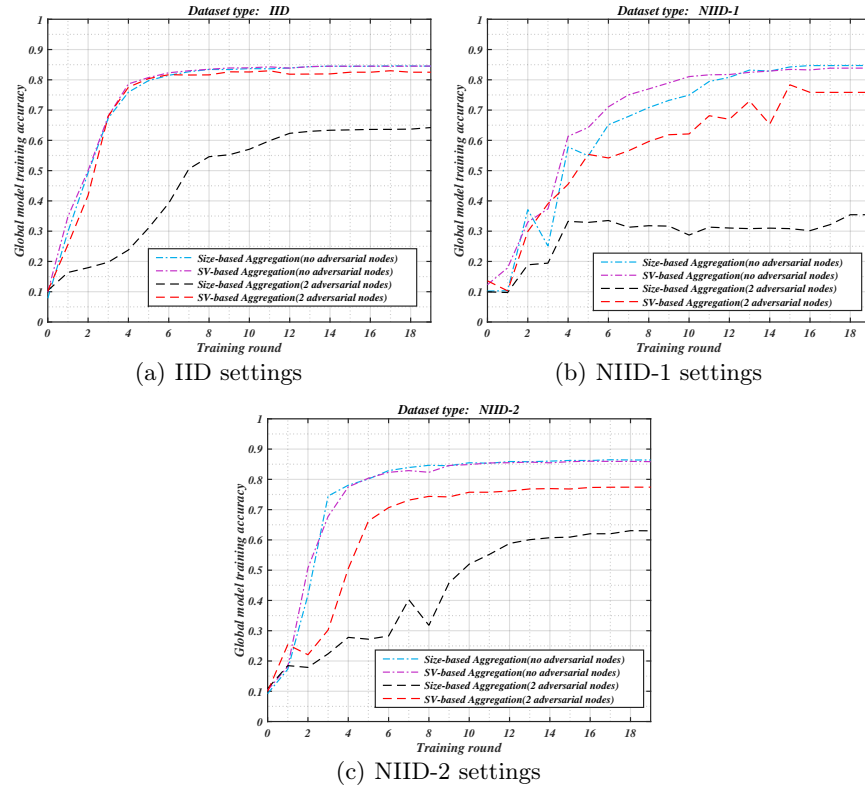 Dataset type: IID
Global model training accuracy
1
0.9
0.8
0.7
0.6
0.5
0.4
0.3
0.2
0.1
0
Size-based Aggregation(no adversarial nodes)
SV-based Aggregation(no adversarial nodes)
Size-based Aggregation(2 adversarial nodes)
SV-based Aggregation(2 adversarial nodes)
0 2 4 6 8 10 12 14 16 18
Training round
(a) IID settings
Dataset type: NIID-1
Global model training accuracy
1
0.9
0.8
0.7
0.6
0.5
0.4
0.3
0.2
0.1
0
Size-based Aggregation(no adversarial nodes)
SV-based Aggregation(no adversarial nodes)
Size-based Aggregation(2 adversarial nodes)
SV-based Aggregation(2 adversarial nodes)
0 2 4 6 8 10 12 14 16 18
Training round
(b) NIID-1 settings
Dataset type: NIID-2
Global model training accuracy
1
0.9
0.8
0.7
0.6
0.5
0.4
0.3
0.2
0.1
0
Size-based Aggregation(no adversarial nodes)
SV-based Aggregation(no adversarial nodes)
Size-based Aggregation(2 adversarial nodes)
SV-based Aggregation(2 adversarial nodes)
0 2 4 6 8 10 12 14 16 18
Training round
(c) NIID-2 settings